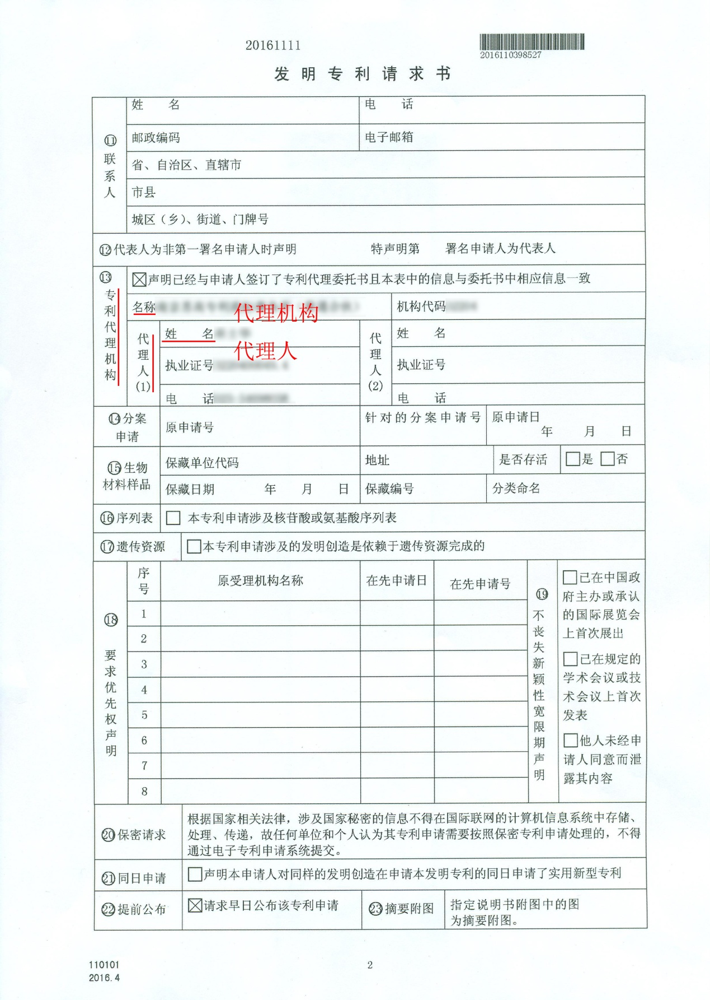 20161111
2016110398527
发明专利请求书
⑪联系人
姓 名
电 话
邮政编码
电子邮箱
省、自治区、直辖市
市县
城区（乡）、街道、门牌号
⑫代表人为非第一署名申请人时声明 特声明第 署名申请人为代表人
⑬专利代理机构
☒声明已经与申请人签订了专利代理委托书且本表中的信息与委托书中相应信息一致
名称
代理机构
机构代码
代理人(1)
姓 名
代理人
执业证号
电 话
代理人(2)
姓 名
执业证号
电 话
⑭分案申请
原申请号
针对的分案申请号
原申请日
年 月 日
⑮生物材料样品
保藏单位代码
地址
是否存活
□是 □否
保藏日期 年 月 日
保藏编号
分类命名
⑯序列表
□ 本专利申请涉及核苷酸或氨基酸序列表
⑰遗传资源
□本专利申请涉及的发明创造是依赖于遗传资源完成的
⑱要求优先权声明
序号
原受理机构名称
在先申请日
在先申请号
1
2
3
4
5
6
7
8
⑲不丧失新颖性宽限期声明
□已在中国政
府主办或承认
的国际展览会
上首次展出
□已在规定的
学术会议或技
术会议上首次
发表
□他人未经申
请人同意而泄
露其内容
⑳保密请求
根据国家相关法律，涉及国家秘密的信息不得在国际联网的计算机信息系统中存储、
处理、传递，故任何单位和个人认为其专利申请需要按照保密专利申请处理的，不得
通过电子专利申请系统提交。
㉑同日申请
□声明本申请人对同样的发明创造在申请本发明专利的同日申请了实用新型专利
㉒提前公布
☒请求早日公布该专利申请
㉓摘要附图
指定说明书附图中的图
为摘要附图。
110101
2016.4
2